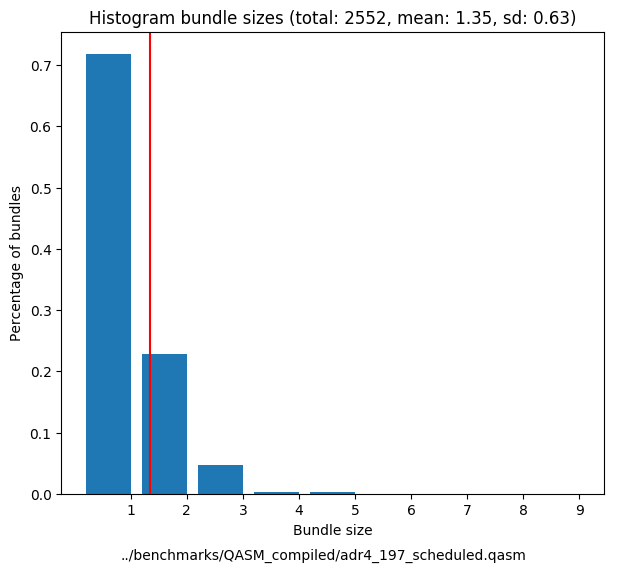 Histogram bundle sizes (total: 2552, mean: 1.35, sd: 0.63)
Percentage of bundles
0.7
0.6
0.5
0.4
0.3
0.2
0.1
0.0
1 2 3 4 5 6 7 8 9
Bundle size
../benchmarks/QASM_compiled/adr4_197_scheduled.qasm